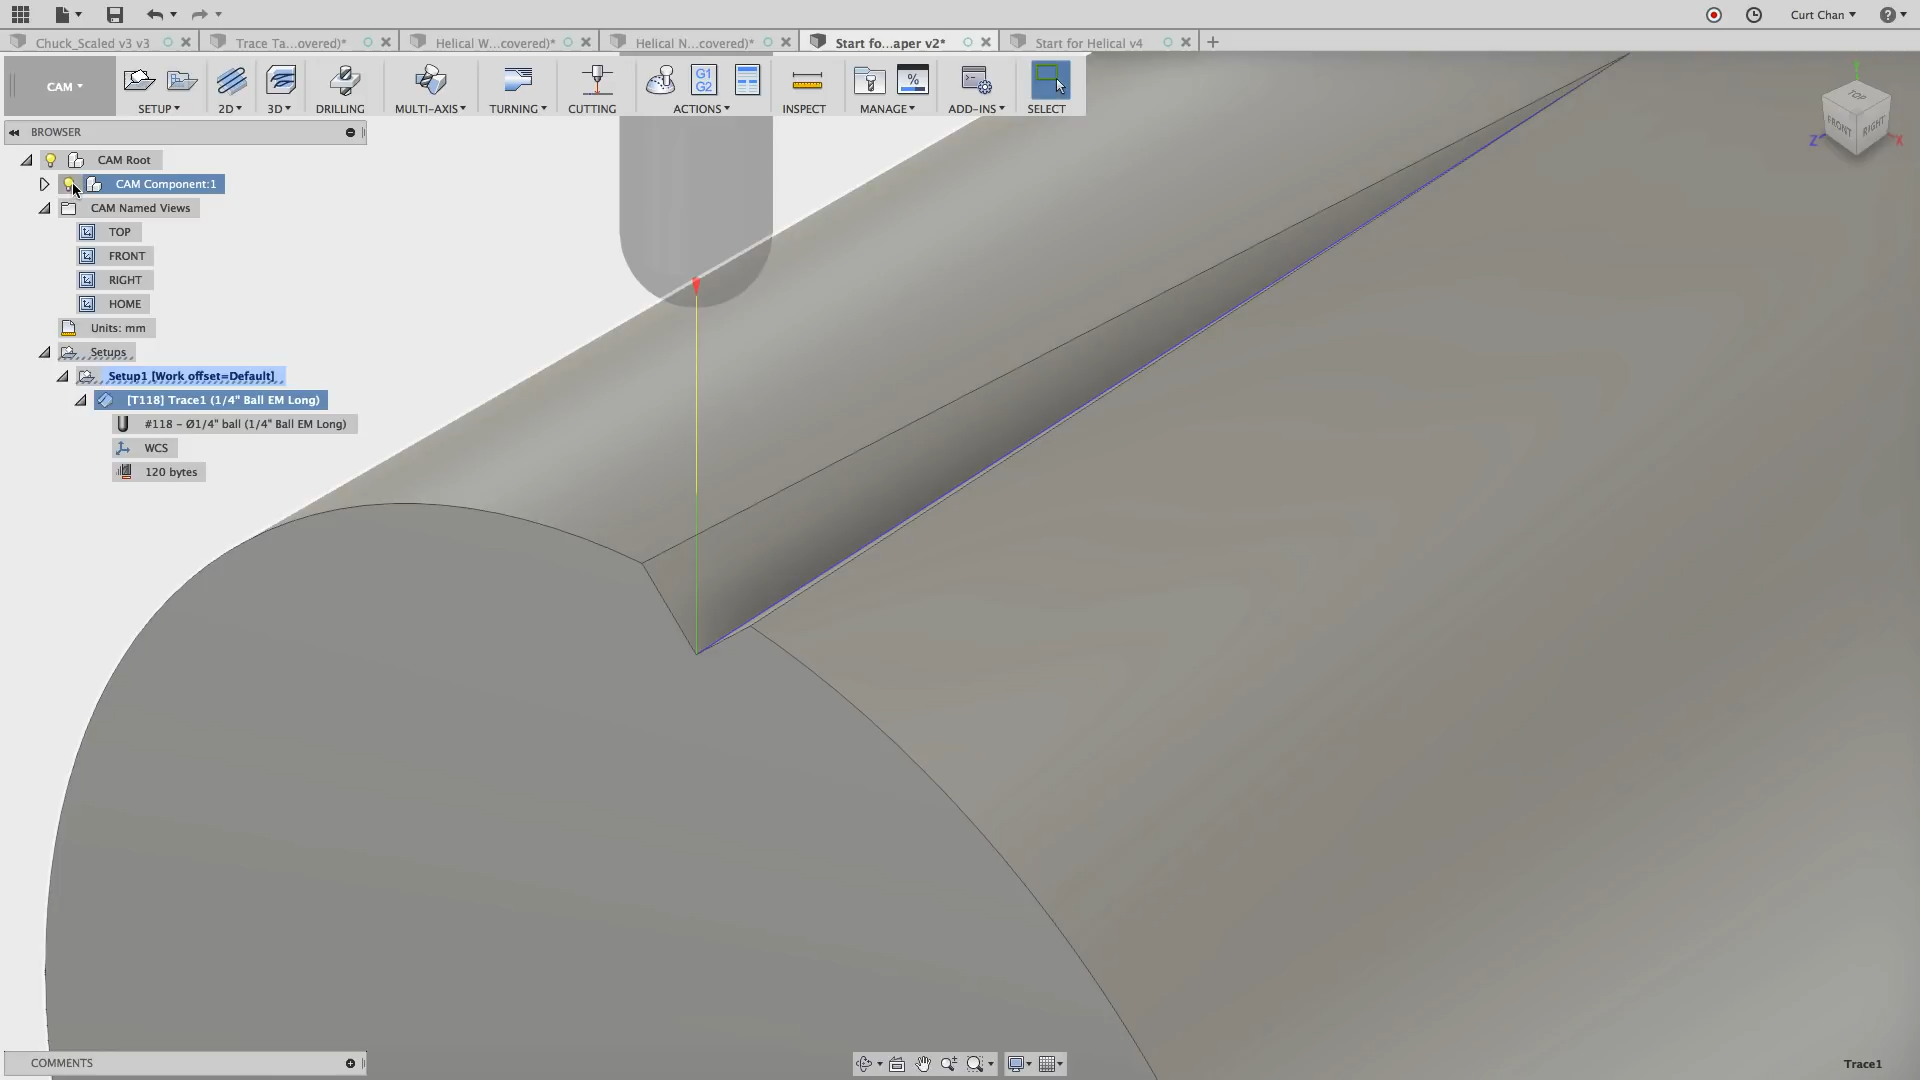 Curt Chan
Chuck_Scaled v3 v3
Trace Ta...overed)*
Helical W...covered)*
Helical N...covered)*
Start fo...aper v2*
Start for Helical v4
CAM
SETUP
2D
3D
DRILLING
MULTI-AXIS
TURNING
CUTTING
G1
G2
ACTIONS
INSPECT
MANAGE
ADD-INS
SELECT
BROWSER
CAM Root
CAM Component:1
CAM Named Views
TOP
FRONT
RIGHT
HOME
Units: mm
Setups
Setup1 [Work offset=Default]
[T118] Trace1 (1/4" Ball EM Long)
#118 - Ø1/4" ball (1/4" Ball EM Long)
WCS
120 bytes
TOP
FRONT
RIGHT
Z
X
Y
COMMENTS
Trace1